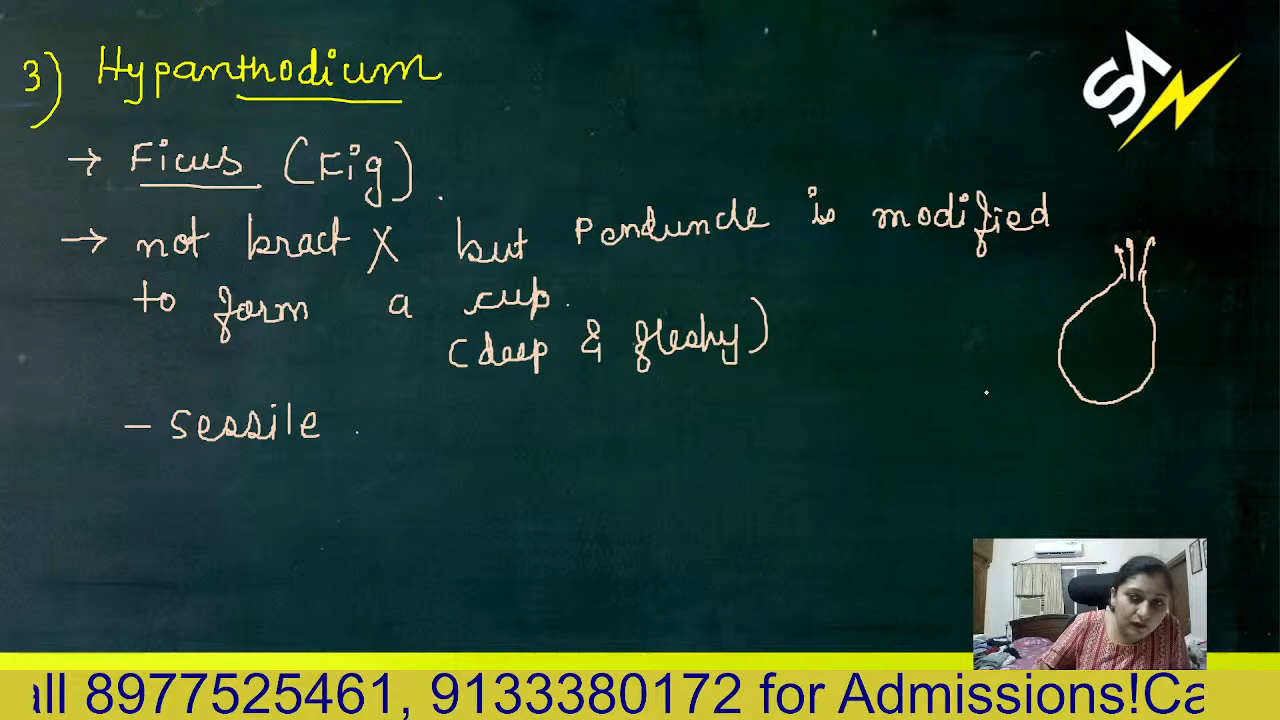 3) Hypanthodium
SAN
→ Ficus (Fig).
→ not bract X but Penduncle is modified
to form a cup.
(deep & fleshy)
- sessile
all 8977525461, 9133380172 for Admissions!Ca